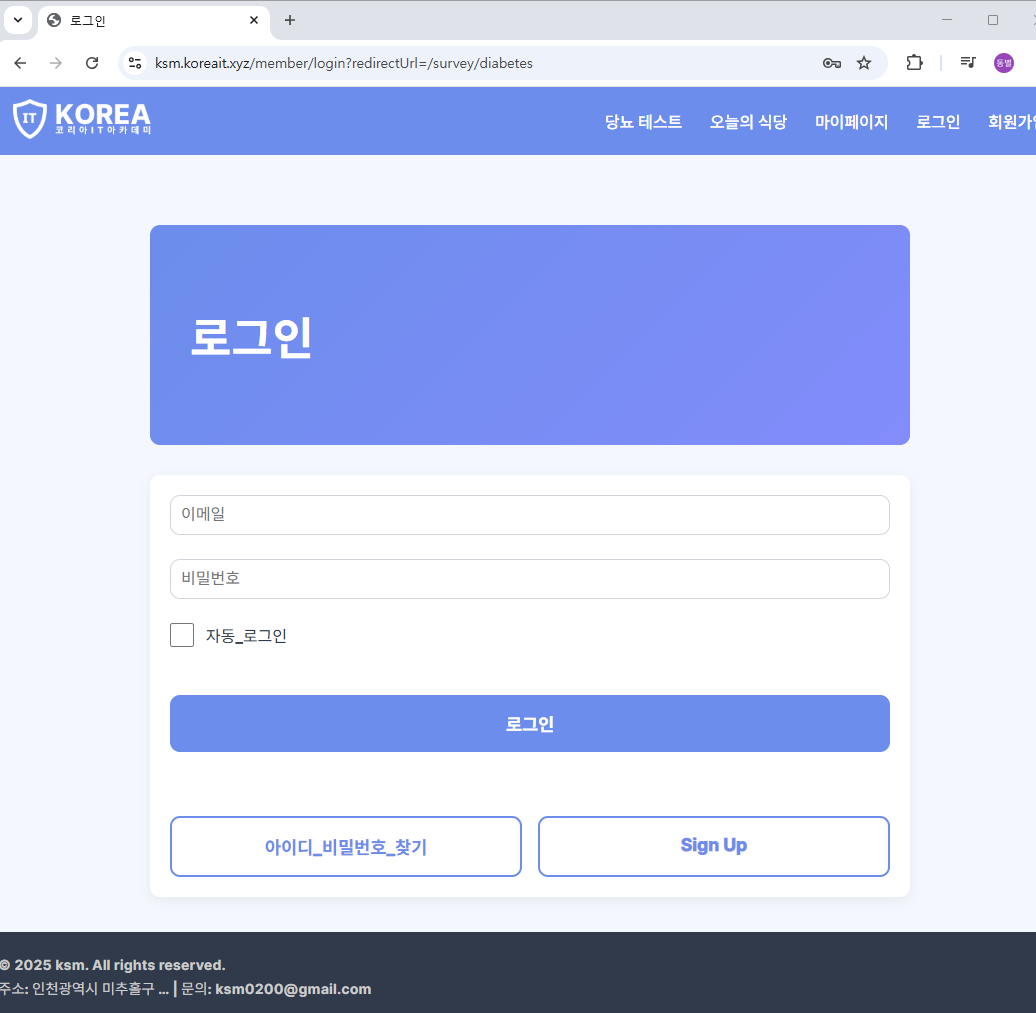 로그인
ksm.koreait.xyz/member/login?redirectUrl=/survey/diabetes
동별
IT KOREA
코리아IT아카데미
당뇨 테스트 오늘의 식당 마이페이지 로그인 회원가입
로그인
이메일
비밀번호
자동_로그인
로그인
아이디_비밀번호_찾기 Sign Up
© 2025 ksm. All rights reserved.
주소: 인천광역시 미추홀구 ... | 문의: ksm0200@gmail.com